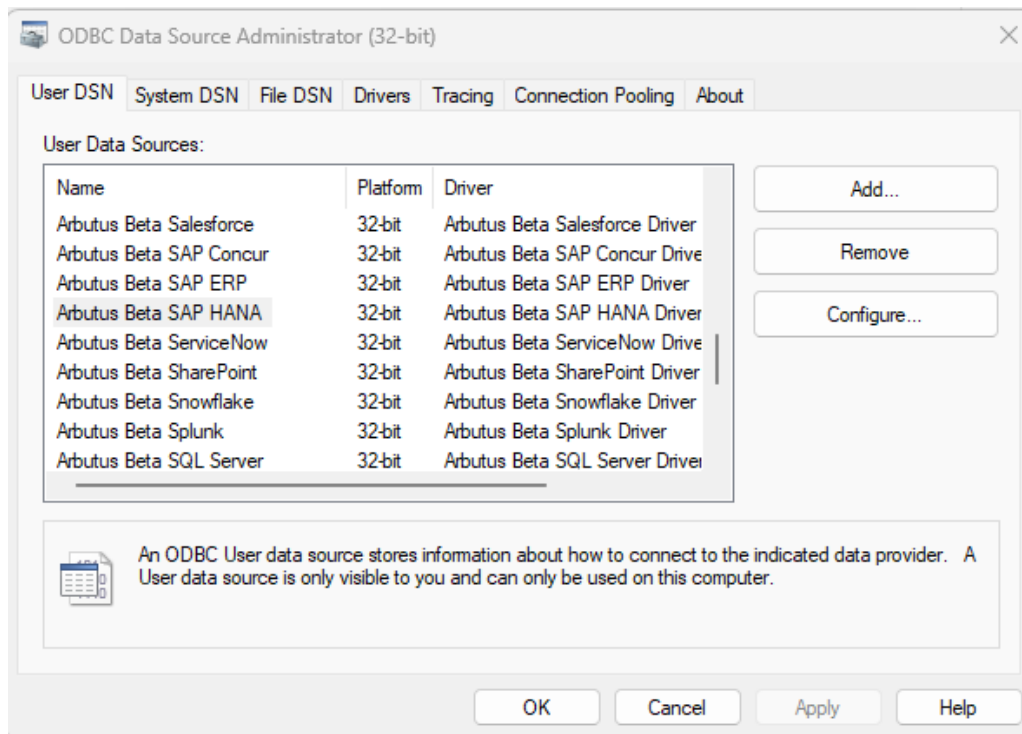 ODBC Data Source Administrator (32-bit)
User DSN System DSN File DSN Drivers Tracing Connection Pooling About
User Data Sources:
Name Platform Driver
Arbutus Beta Salesforce 32-bit Arbutus Beta Salesforce Driver
Arbutus Beta SAP Concur 32-bit Arbutus Beta SAP Concur Drive
Arbutus Beta SAP ERP 32-bit Arbutus Beta SAP ERP Driver
Arbutus Beta SAP HANA 32-bit Arbutus Beta SAP HANA Driver
Arbutus Beta ServiceNow 32-bit Arbutus Beta ServiceNow Drive
Arbutus Beta SharePoint 32-bit Arbutus Beta SharePoint Driver
Arbutus Beta Snowflake 32-bit Arbutus Beta Snowflake Driver
Arbutus Beta Splunk 32-bit Arbutus Beta Splunk Driver
Arbutus Beta SQL Server 32-bit Arbutus Beta SQL Server Driver
Add...
Remove
Configure...
An ODBC User data source stores information about how to connect to the indicated data provider. A
User data source is only visible to you and can only be used on this computer.
OK Cancel Apply Help